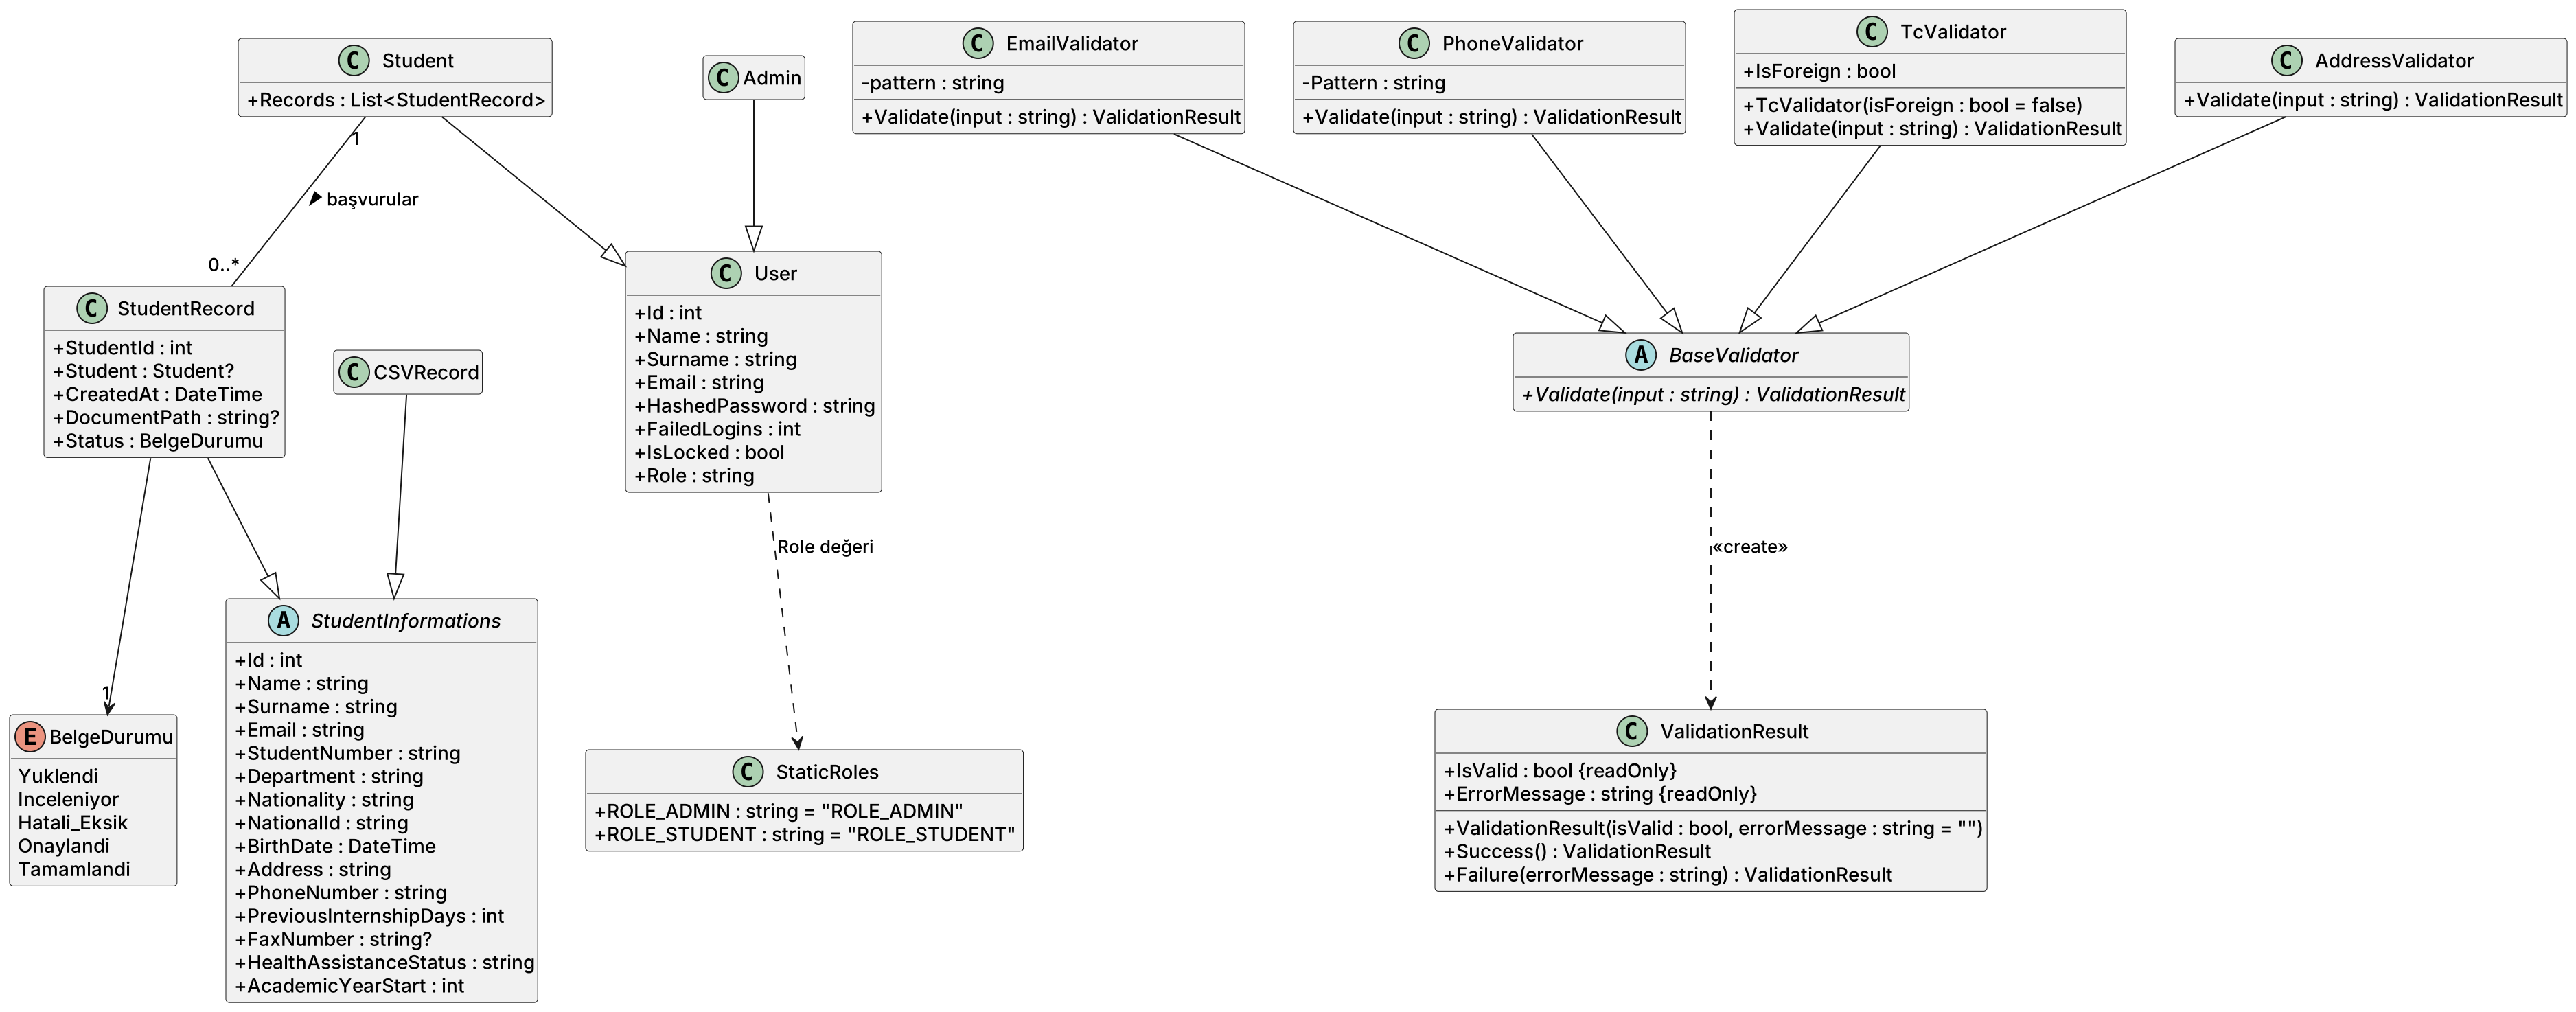 C Student
+Records : List<StudentRecord>
C Admin
C EmailValidator
-pattern : string
+Validate(input : string) : ValidationResult
C PhoneValidator
-Pattern : string
+Validate(input : string) : ValidationResult
C TcValidator
+IsForeign : bool
+TcValidator(isForeign : bool = false)
+Validate(input : string) : ValidationResult
C AddressValidator
+Validate(input : string) : ValidationResult
1
başvurular
0..*
C StudentRecord
+StudentId : int
+Student : Student?
+CreatedAt : DateTime
+DocumentPath : string?
+Status : BelgeDurumu
C CSVRecord
C User
+Id : int
+Name : string
+Surname : string
+Email : string
+HashedPassword : string
+FailedLogins : int
+IsLocked : bool
+Role : string
A BaseValidator
+Validate(input : string) : ValidationResult
Role değeri
«create»
1
E BelgeDurumu
Yuklendi
Inceleniyor
Hatali_Eksik
Onaylandi
Tamamlandi
A StudentInformations
+Id : int
+Name : string
+Surname : string
+Email : string
+StudentNumber : string
+Department : string
+Nationality : string
+NationalId : string
+BirthDate : DateTime
+Address : string
+PhoneNumber : string
+PreviousInternshipDays : int
+FaxNumber : string?
+HealthAssistanceStatus : string
+AcademicYearStart : int
C StaticRoles
+ROLE_ADMIN : string = "ROLE_ADMIN"
+ROLE_STUDENT : string = "ROLE_STUDENT"
C ValidationResult
+IsValid : bool {readOnly}
+ErrorMessage : string {readOnly}
+ValidationResult(isValid : bool, errorMessage : string = "")
+Success() : ValidationResult
+Failure(errorMessage : string) : ValidationResult